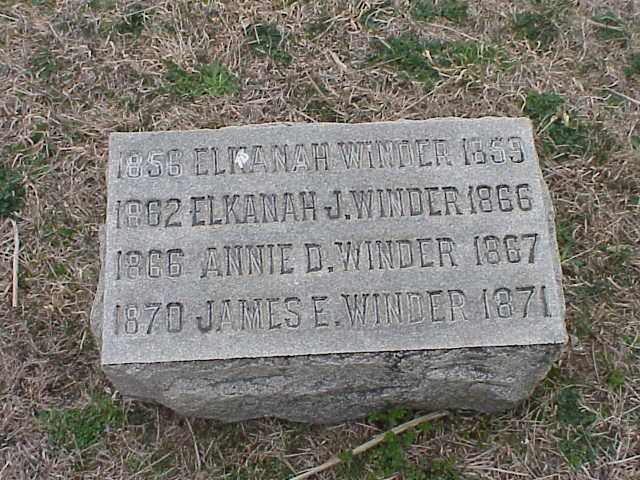 1856 ELKANAH WINDER 1859
1862 ELKANAH J. WINDER 1866
1866 ANNIE D. WINDER 1867
1870 JAMES E. WINDER 1871